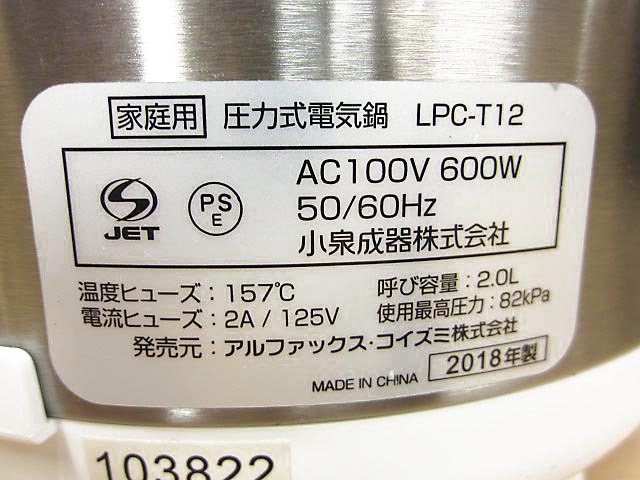 家庭用 圧力式電気鍋 LPC-T12
AC100V 600W
50/60Hz
小泉成器株式会社
JET
PS
E
温度ヒューズ：157℃ 呼び容量：2.0L
電流ヒューズ：2A / 125V 使用最高圧力：82kPa
発売元：アルファックス・コイズミ株式会社
MADE IN CHINA 2018年製
103822